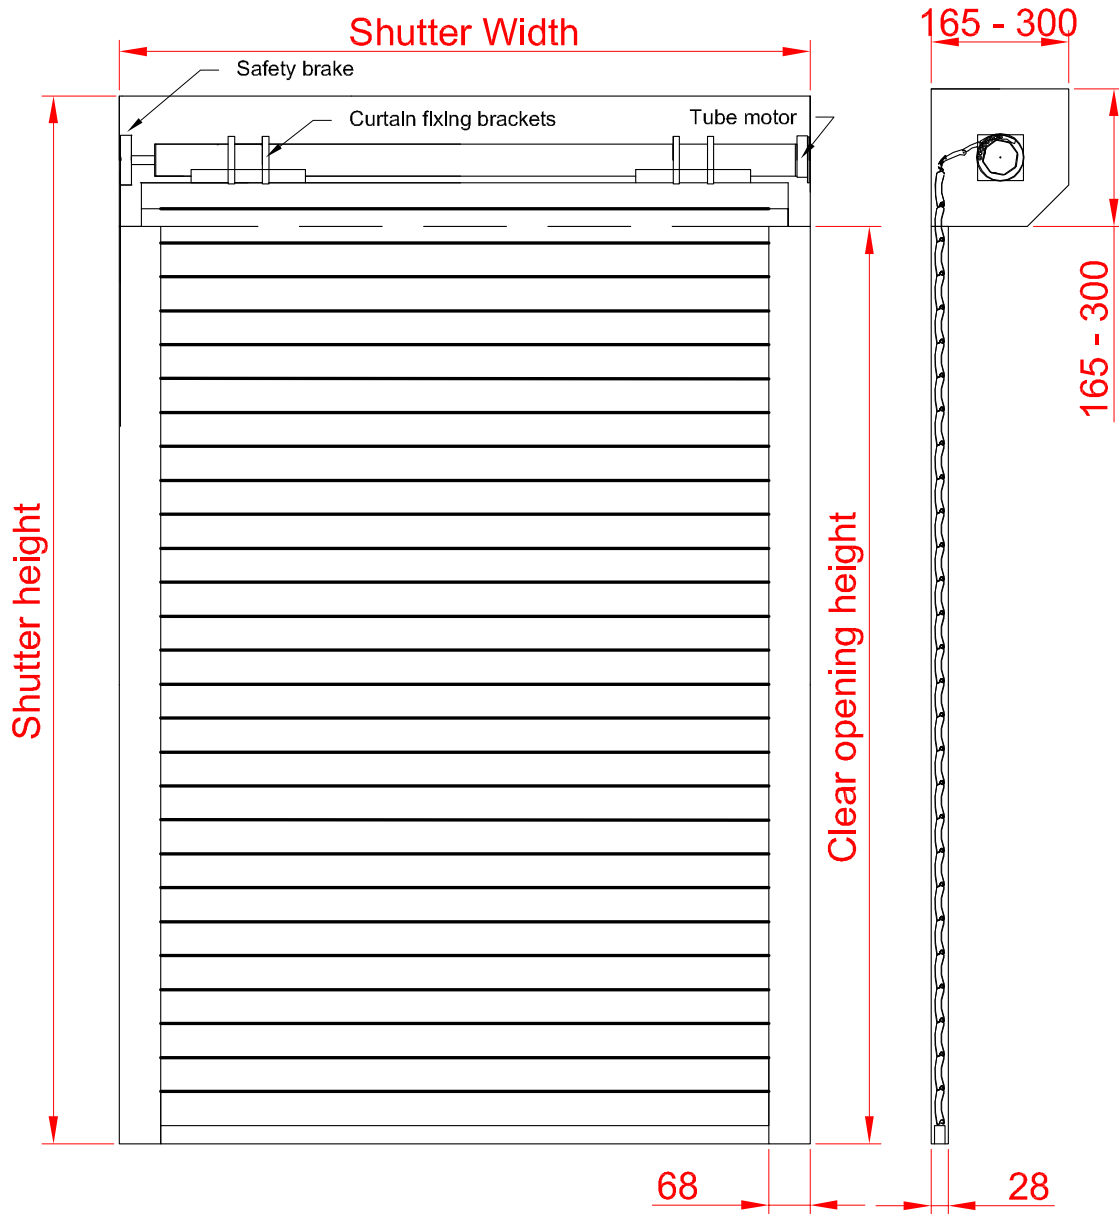 Shutter Width
165 - 300
Safety brake
Curtain fixing brackets
Tube motor
165 - 300
Shutter height
Clear opening height
68
28